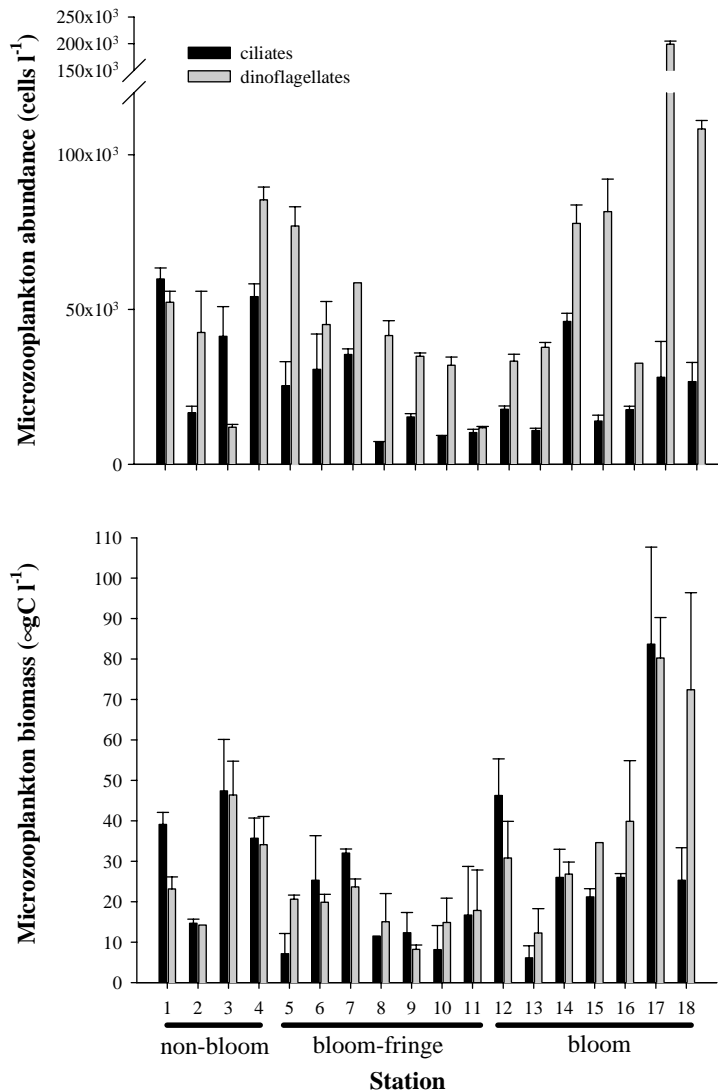 250x10³
200x10³
150x10³
100x10³
50x10³
0
Microzooplankton abundance (cells l⁻¹)
ciliates
dinoflagellates
110
100
90
80
70
60
50
40
30
20
10
0
Microzooplankton biomass (∝gC l⁻¹)
1 2 3 4 5 6 7 8 9 10 11 12 13 14 15 16 17 18
non-bloom bloom-fringe bloom
Station